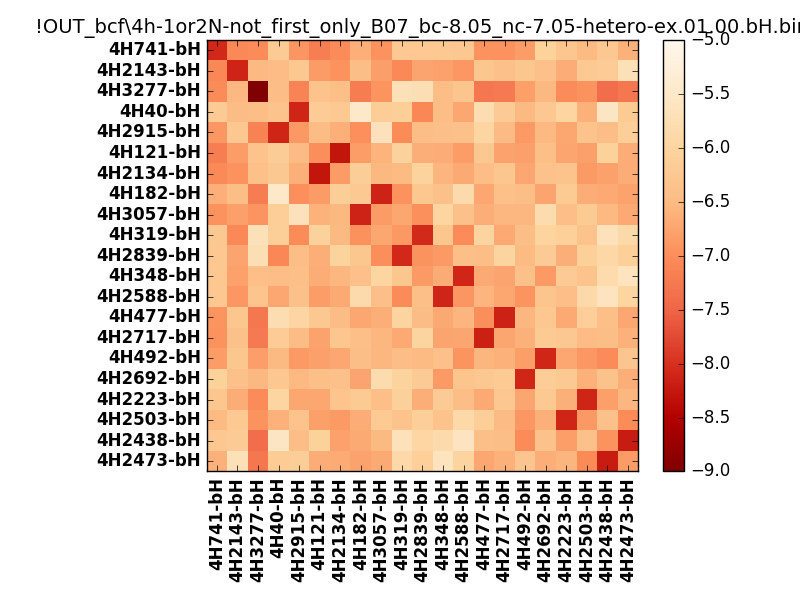 !OUT_bcf\4h-1or2N-not_first_only_B07_bc-8.05_nc-7.05-hetero-ex.01_00.bH.bin
4H741-bH
4H2143-bH
4H3277-bH
4H40-bH
4H2915-bH
4H121-bH
4H2134-bH
4H182-bH
4H3057-bH
4H319-bH
4H2839-bH
4H348-bH
4H2588-bH
4H477-bH
4H2717-bH
4H492-bH
4H2692-bH
4H2223-bH
4H2503-bH
4H2438-bH
4H2473-bH
4H741-bH
4H2143-bH
4H3277-bH
4H40-bH
4H2915-bH
4H121-bH
4H2134-bH
4H182-bH
4H3057-bH
4H319-bH
4H2839-bH
4H348-bH
4H2588-bH
4H477-bH
4H2717-bH
4H492-bH
4H2692-bH
4H2223-bH
4H2503-bH
4H2438-bH
4H2473-bH
−5.0
−5.5
−6.0
−6.5
−7.0
−7.5
−8.0
−8.5
−9.0